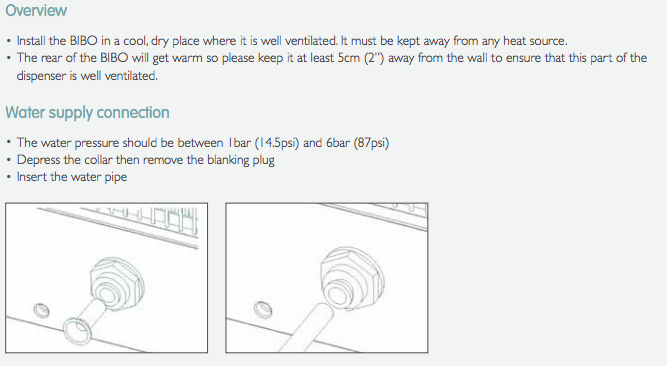 Overview
• Install the BIBO in a cool, dry place where it is well ventilated. It must be kept away from any heat source.
• The rear of the BIBO will get warm so please keep it at least 5cm (2") away from the wall to ensure that this part of the
dispenser is well ventilated.
Water supply connection
• The water pressure should be between 1bar (14.5psi) and 6bar (87psi)
• Depress the collar then remove the blanking plug
• Insert the water pipe